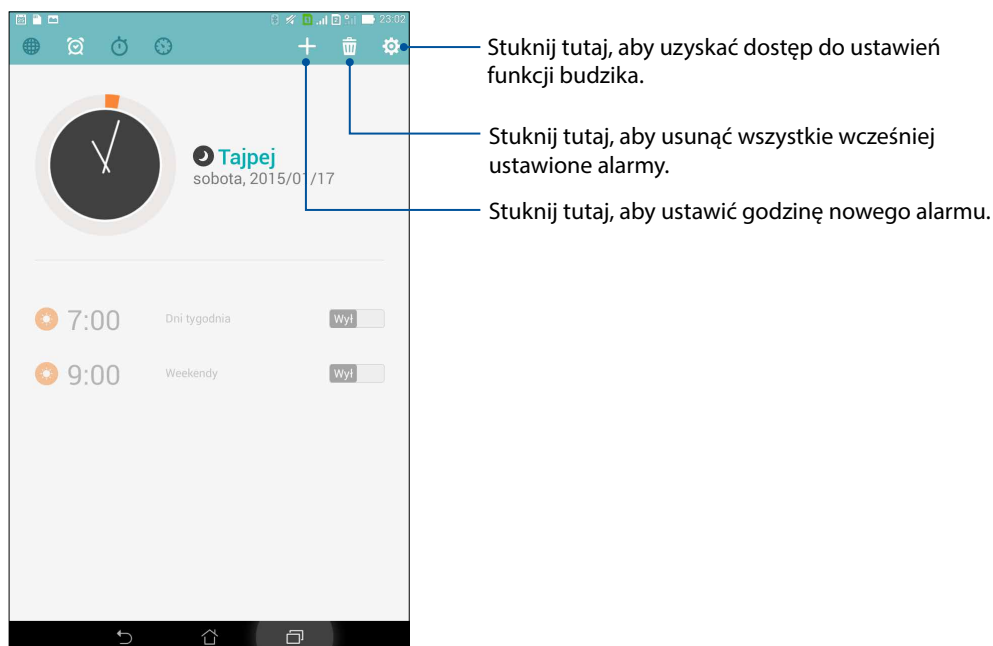 23:02
Stuknij tutaj, aby uzyskać dostęp do ustawień
funkcji budzika.
Stuknij tutaj, aby usunąć wszystkie wcześniej
ustawione alarmy.
Stuknij tutaj, aby ustawić godzinę nowego alarmu.
Tajpej
sobota, 2015/01/17
7:00 Dni tygodnia Wył
9:00 Weekendy Wył